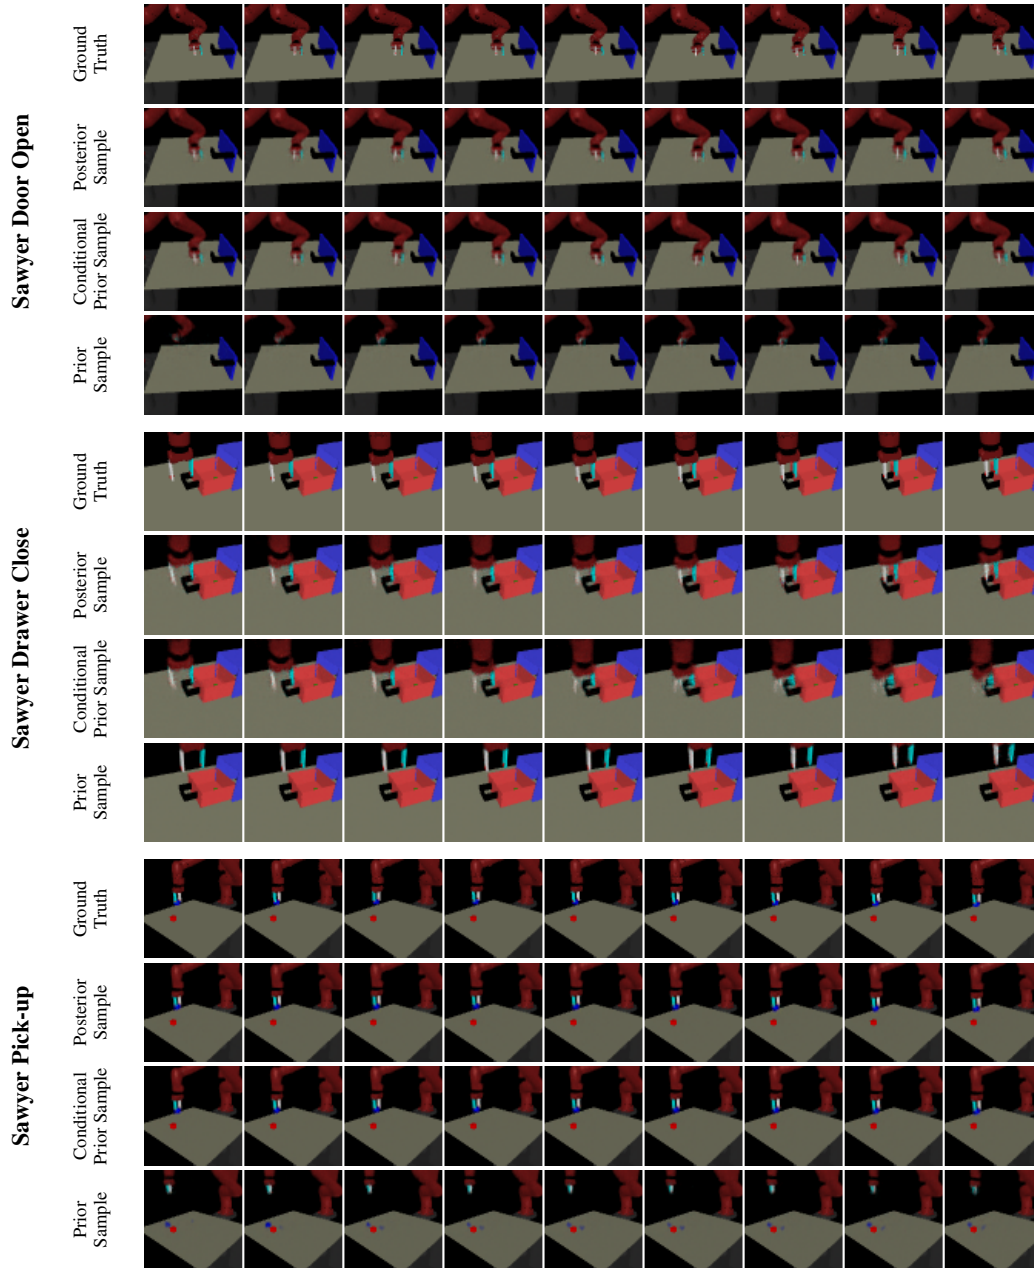 Sawyer Door Open
Ground
Truth
Posterior
Sample
Conditional
Prior Sample
Prior
Sample
Sawyer Drawer Close
Ground
Truth
Posterior
Sample
Conditional
Prior Sample
Prior
Sample
Sawyer Pick-up
Ground
Truth
Posterior
Sample
Conditional
Prior Sample
Prior
Sample